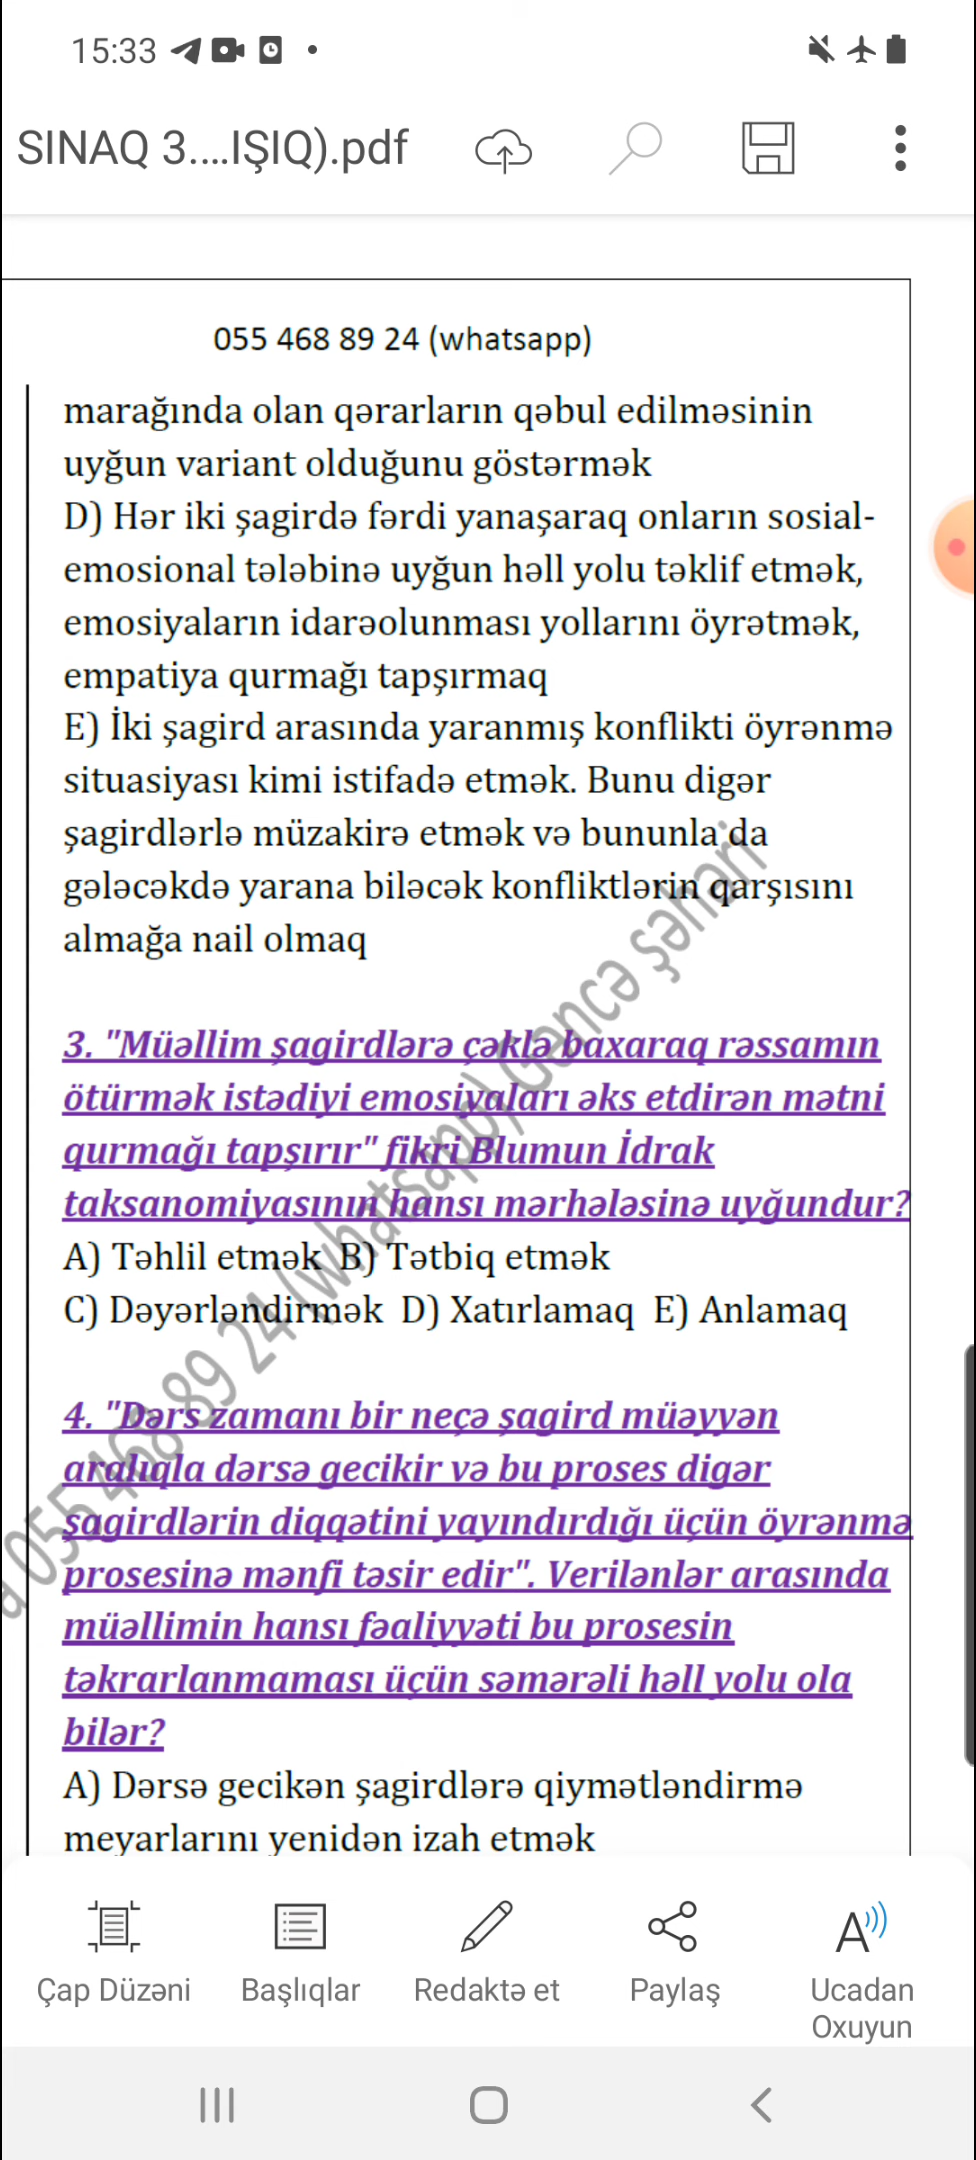 15:33
SINAQ 3....IŞIQ).pdf
055 468 89 24 (whatsapp)
marağında olan qərarların qəbul edilməsinin
uyğun variant olduğunu göstərmək
D) Hər iki şagirdə fərdi yanaşaraq onların sosial-
emosional tələbinə uyğun həll yolu təklif etmək,
emosiyaların idarəolunması yollarını öyrətmək,
empatiya qurmağı tapşırmaq
E) İki şagird arasında yaranmış konflikti öyrənmə
situasiyası kimi istifadə etmək. Bunu digər
şagirdlərlə müzakirə etmək və bununla da
gələcəkdə yarana biləcək konfliktlərin qarşısını
almağa nail olmaq
3. "Müəllim şagirdlərə çəklə baxaraq rəssamın
ötürmək istədiyi emosiyaları əks etdirən mətni
qurmağı tapşırır" fikri Blumun İdrak
taksanomiyasının hansı mərhələsinə uyğundur?
A) Təhlil etmək B) Tətbiq etmək
C) Dəyərləndirmək D) Xatırlamaq E) Anlamaq
4. "Dərs zamanı bir neçə şagird müəyyən
aralıqla dərsə gecikir və bu proses digər
şagirdlərin diqqətini yayındırdığı üçün öyrənmə
prosesinə mənfi təsir edir". Verilənlər arasında
müəllimin hansı fəaliyyəti bu prosesin
təkrarlanmaması üçün səmərəli həll yolu ola
bilər?
A) Dərsə gecikən şagirdlərə qiymətləndirmə
meyarlarını yenidən izah etmək
055 468 89 24 (whatsapp) Gəncə şəhəri
Çap Düzəni
Başlıqlar
Redaktə et
Paylaş
Ucadan
Oxuyun